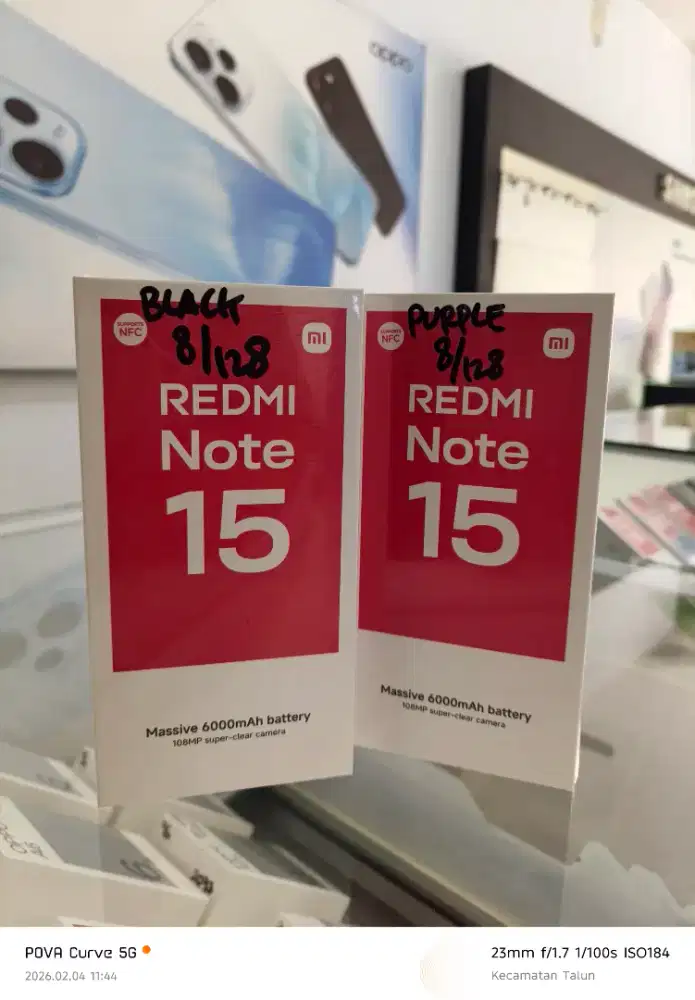 oppo
BLACK
8/128
SUPPORTS
NFC
mi
REDMI
Note
15
Massive 6000mAh battery
108MP super-clear camera
PURPLE
8/128
SUPPORTS
NFC
mi
REDMI
Note
15
Massive 6000mAh battery
108MP super-clear camera
POVA Curve 5G
2026.02.04 11:44
23mm f/1.7 1/100s ISO184
Kecamatan Talun